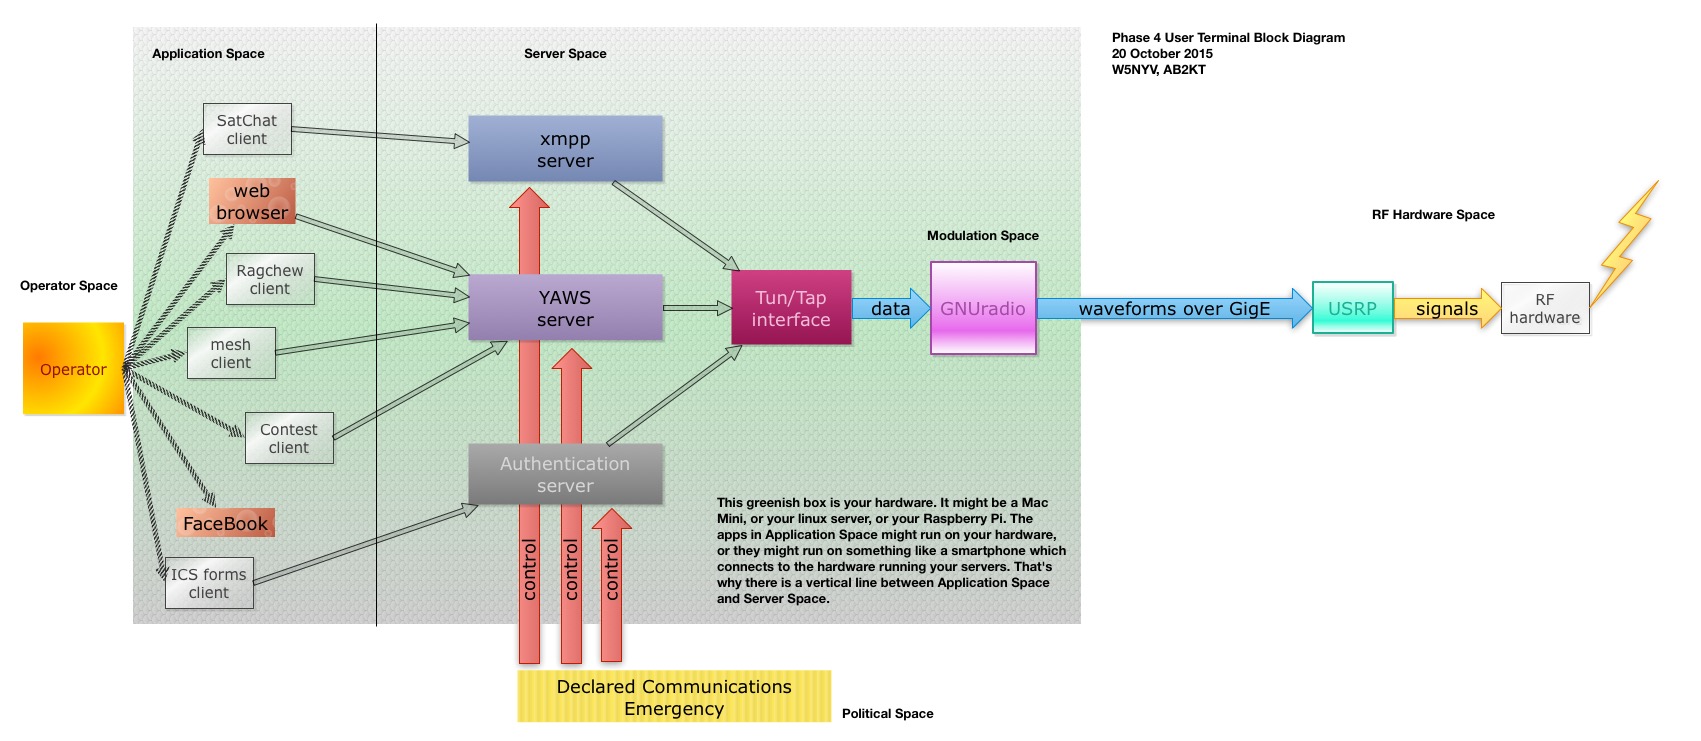 Phase 4 User Terminal Block Diagram
20 October 2015
W5NYV, AB2KT
Application Space
Server Space
SatChat
client
xmpp
server
web
browser
RF Hardware Space
Modulation Space
Ragchew
client
Operator Space
YAWS
server
Tun/Tap
interface
data
GNUradio
waveforms over GigE
USRP
signals
RF
hardware
mesh
client
Operator
Contest
client
Authentication
server
FaceBook
ICS forms
client
control
control
control
This greenish box is your hardware. It might be a Mac
Mini, or your linux server, or your Raspberry Pi. The
apps in Application Space might run on your hardware,
or they might run on something like a smartphone which
connects to the hardware running your servers. That's
why there is a vertical line between Application Space
and Server Space.
Declared Communications
Emergency
Political Space